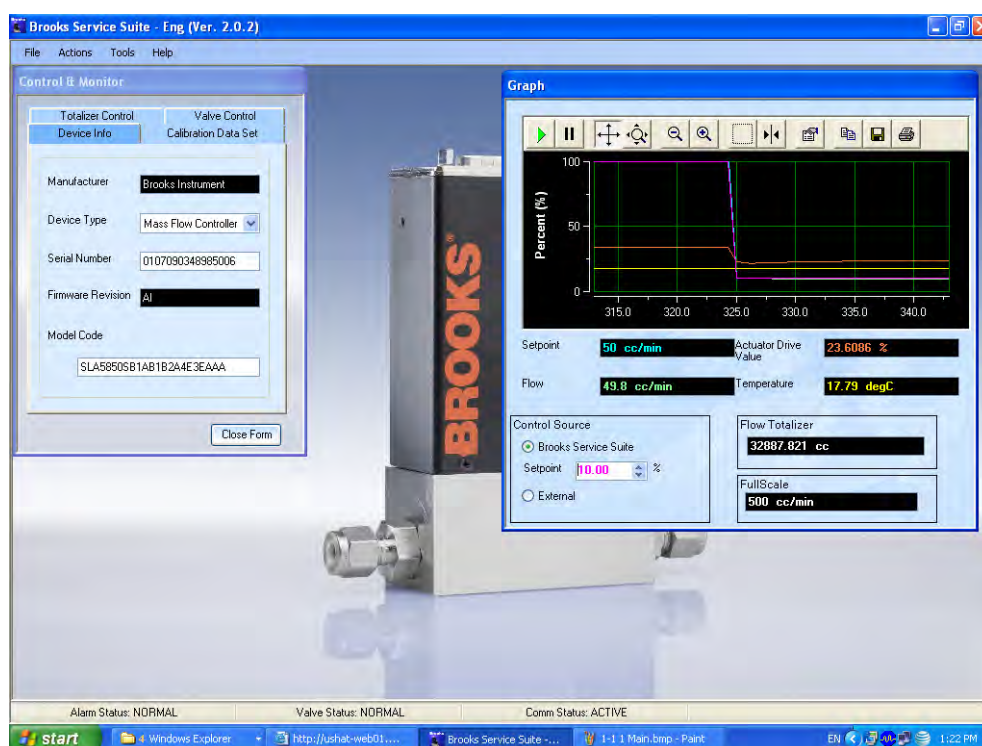 Brooks Service Suite - Eng (Ver. 2.0.2)
File Actions Tools Help
Control & Monitor
Totalizer Control Valve Control
Device Info Calibration Data Set
Manufacturer Brooks Instrument
Device Type Mass Flow Controller
Serial Number 0107090348985006
Firmware Revision AI
Model Code
SLA5850SB1AB1B2A4E3EAAA
Close Form
BROOKS®
Graph
100
50
0
Percent (%)
315.0 320.0 325.0 330.0 335.0 340.0
Setpoint 50 cc/min Actuator Drive Value 23.6086 %
Flow 49.8 cc/min Temperature 17.79 degC
Control Source
Brooks Service Suite
Setpoint 10.00 %
External
Flow Totalizer
32887.821 cc
FullScale
500 cc/min
Alarm Status: NORMAL Valve Status: NORMAL Comm Status: ACTIVE
start 4 Windows Explorer http://ushat-web01.... Brooks Service Suite -... 1-1 1 Main.bmp - Paint EN 1:22 PM